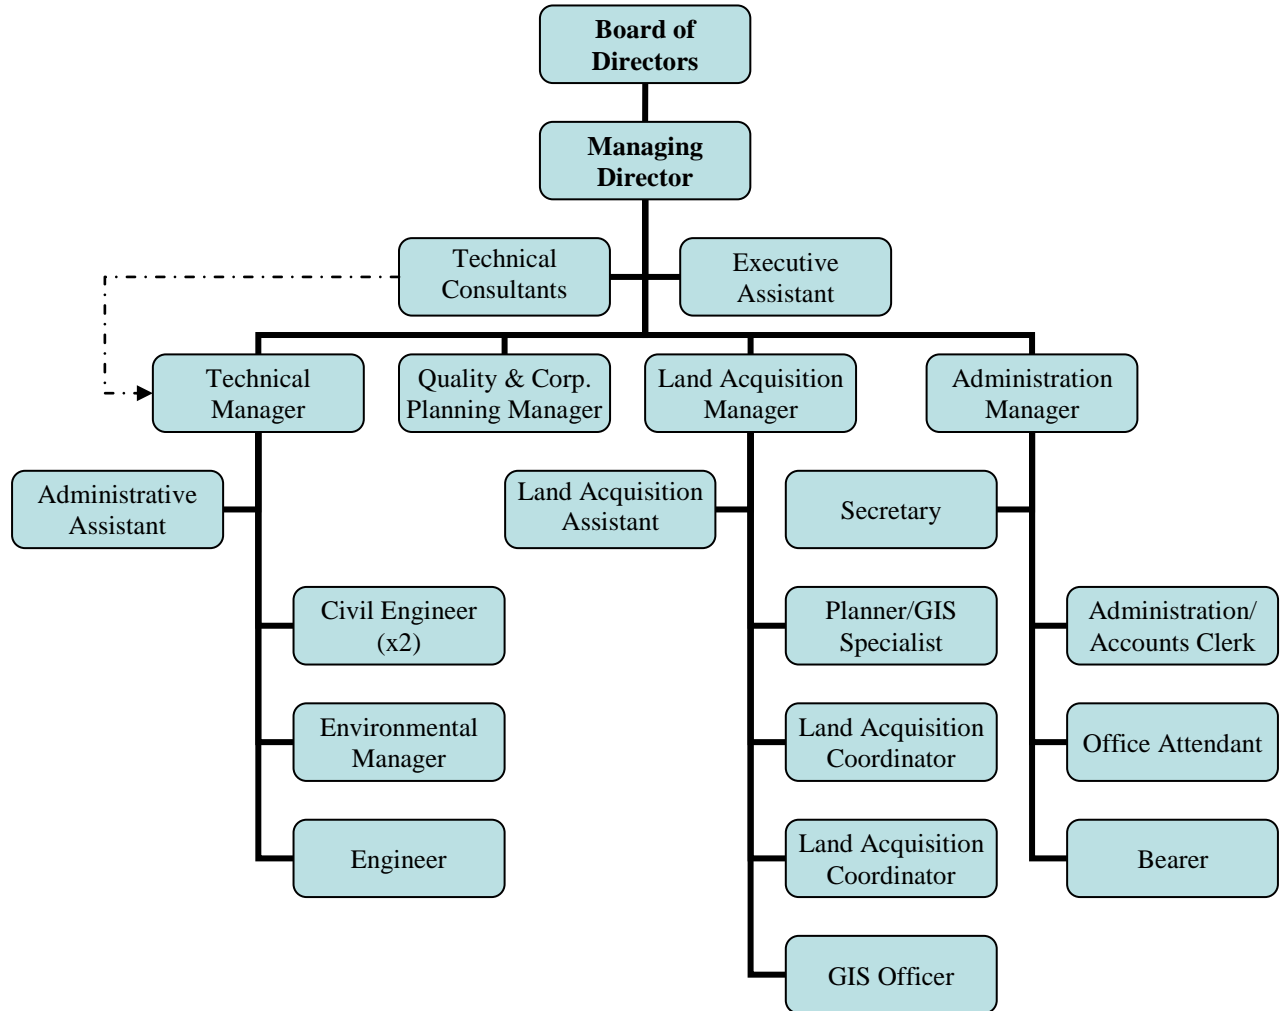 Board of
Directors
Managing
Director
Technical
Consultants
Executive
Assistant
Technical
Manager
Quality & Corp.
Planning Manager
Land Acquisition
Manager
Administration
Manager
Administrative
Assistant
Land Acquisition
Assistant
Secretary
Civil Engineer
(x2)
Planner/GIS
Specialist
Administration/
Accounts Clerk
Environmental
Manager
Land Acquisition
Coordinator
Office Attendant
Engineer
Land Acquisition
Coordinator
Bearer
GIS Officer